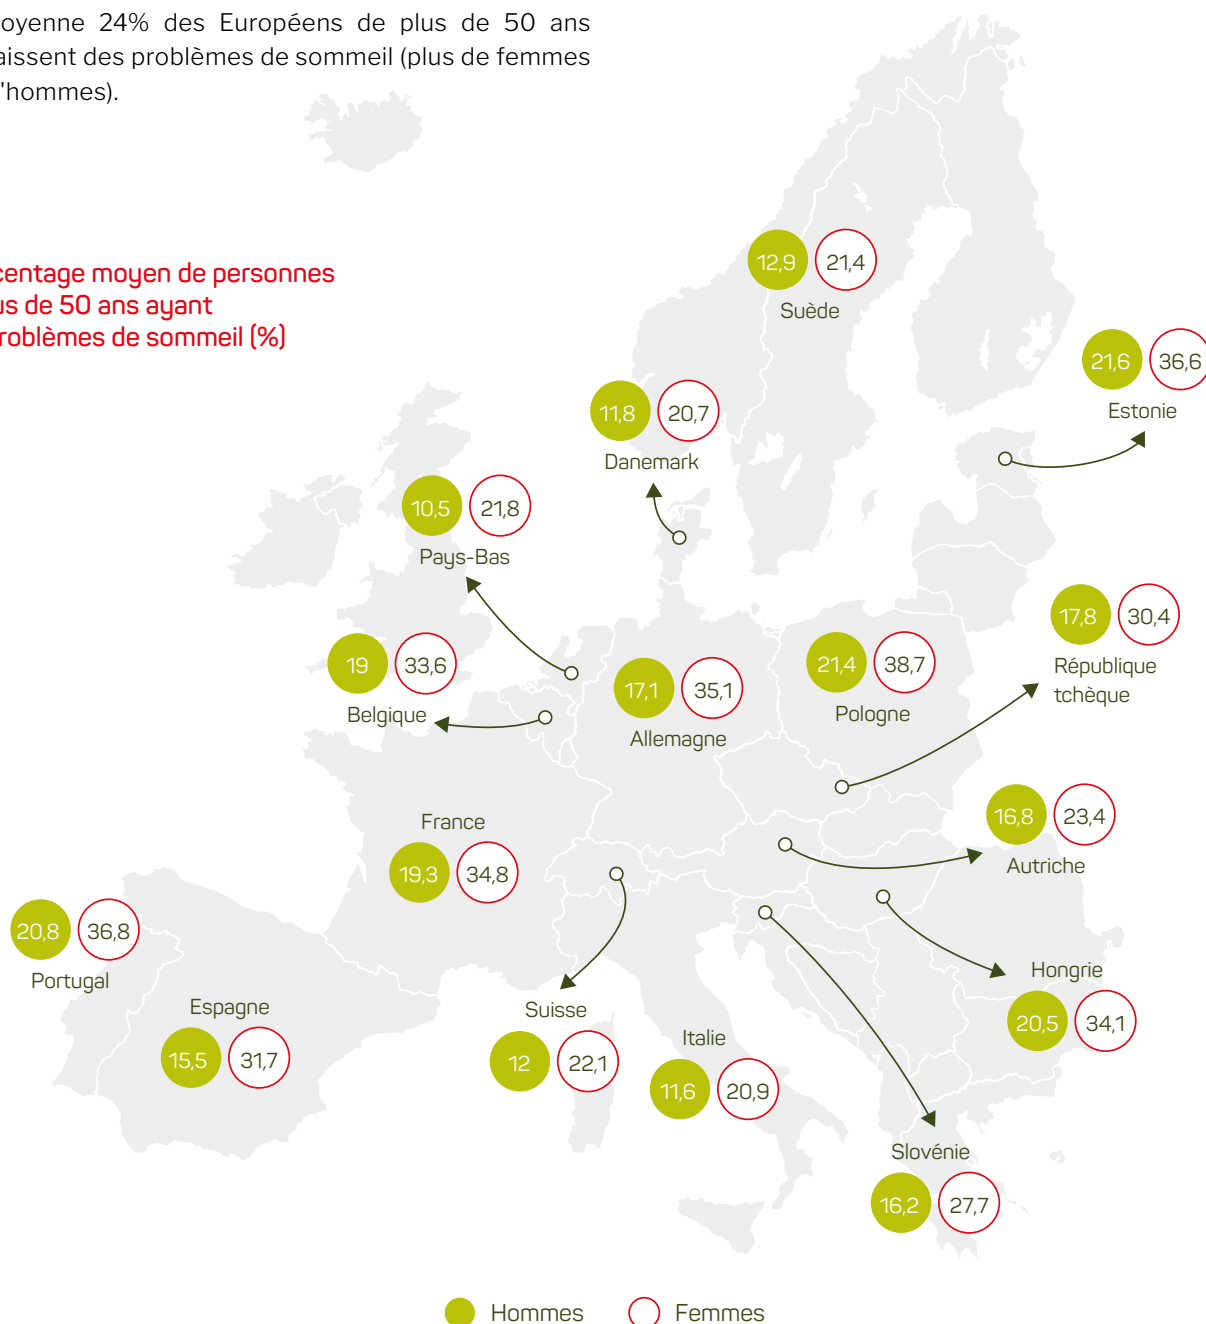 oyenne 24% des Européens de plus de 50 ans
aissent des problèmes de sommeil (plus de femmes
'hommes).
centage moyen de personnes
us de 50 ans ayant
roblèmes de sommeil (%)
12,9 21,4
Suède
21,6 36,6
Estonie
11,8 20,7
Danemark
10,5 21,8
Pays-Bas
17,8 30,4
République
tchèque
19 33,6
Belgique
17,1 35,1
Allemagne
21,4 38,7
Pologne
16,8 23,4
Autriche
France
19,3 34,8
20,8 36,8
Portugal
Espagne
15,5 31,7
Suisse
12 22,1
Italie
11,6 20,9
Hongrie
20,5 34,1
Slovénie
16,2 27,7
Hommes Femmes